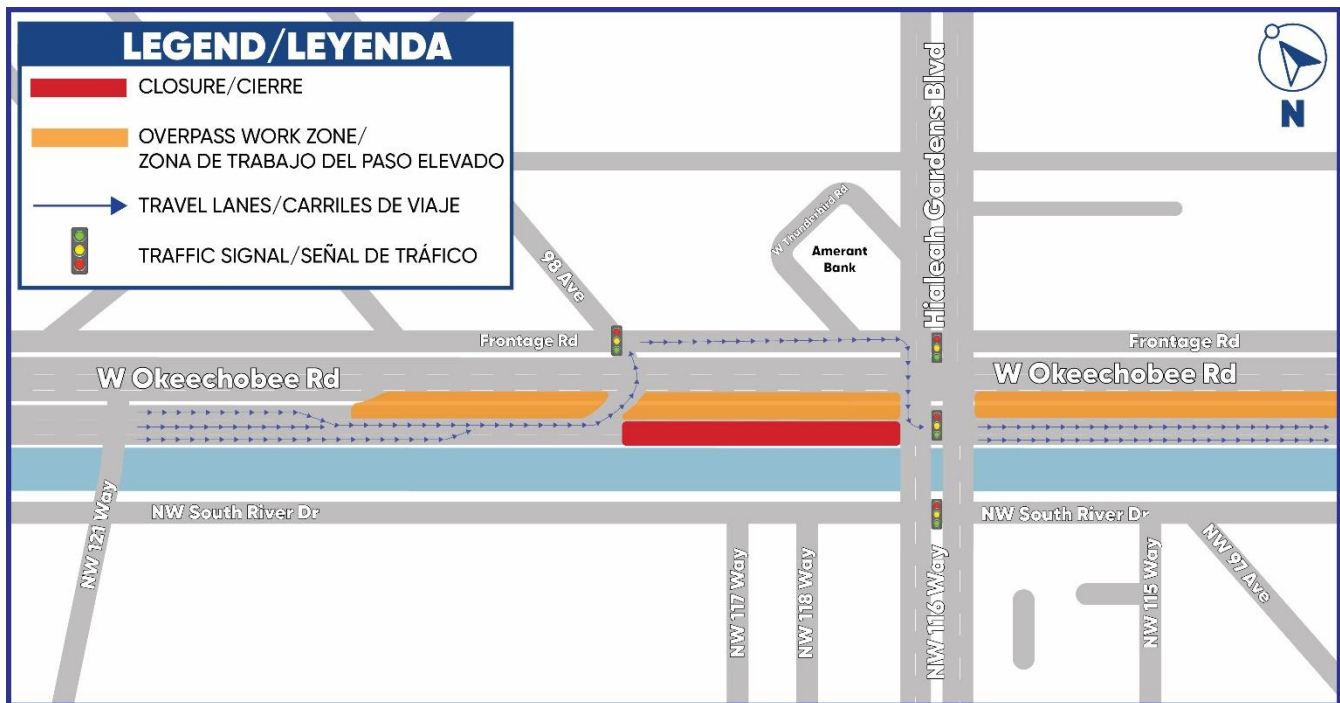 LEGEND/LEYENDA
CLOSURE/CIERRE
OVERPASS WORK ZONE/
ZONA DE TRABAJO DEL PASO ELEVADO
TRAVEL LANES/CARRILES DE VIAJE
TRAFFIC SIGNAL/SEÑAL DE TRÁFICO
N
Hialeah Gardens Blvd
W Thunderbird Rd
Amerant
Bank
98 Ave
Frontage Rd
Frontage Rd
W Okeechobee Rd
W Okeechobee Rd
NW 121 Way
NW South River Dr
NW South River Dr
NW 117 Way
NW 118 Way
NW 116 Way
NW 115 Way
NW 97 Ave